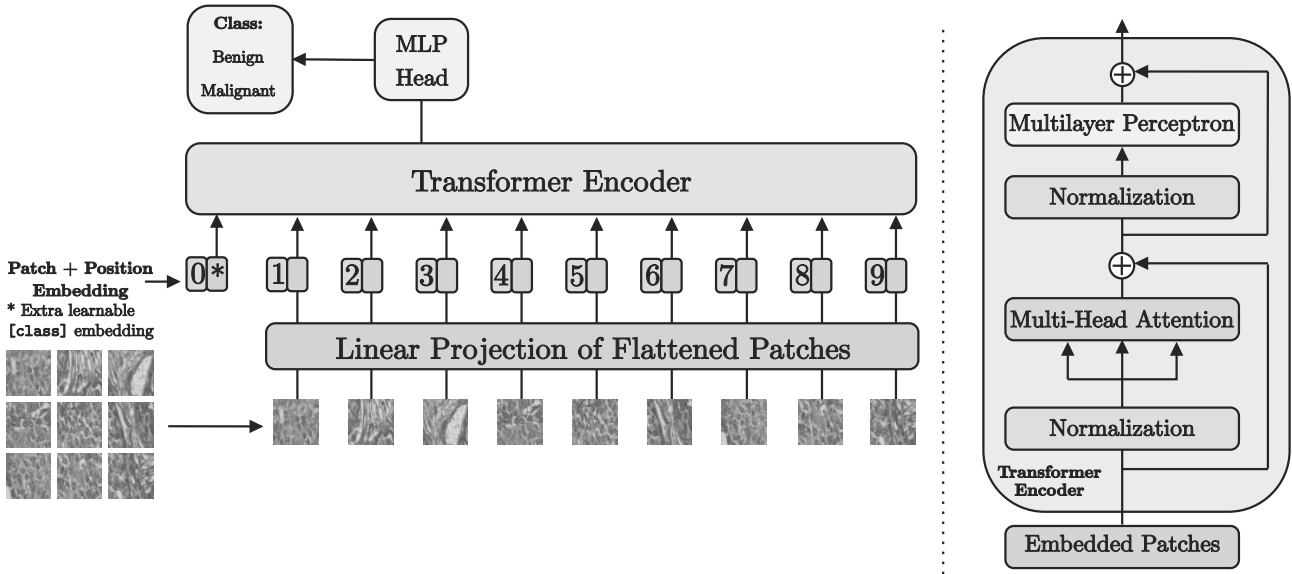 Class:
Benign
Malignant
MLP
Head
Transformer Encoder
Patch + Position
Embedding
* Extra learnable
[class] embedding
0 * 1 2 3 4 5 6 7 8 9
Linear Projection of Flattened Patches
Multilayer Perceptron
Normalization
Multi-Head Attention
Normalization
Transformer
Encoder
Embedded Patches